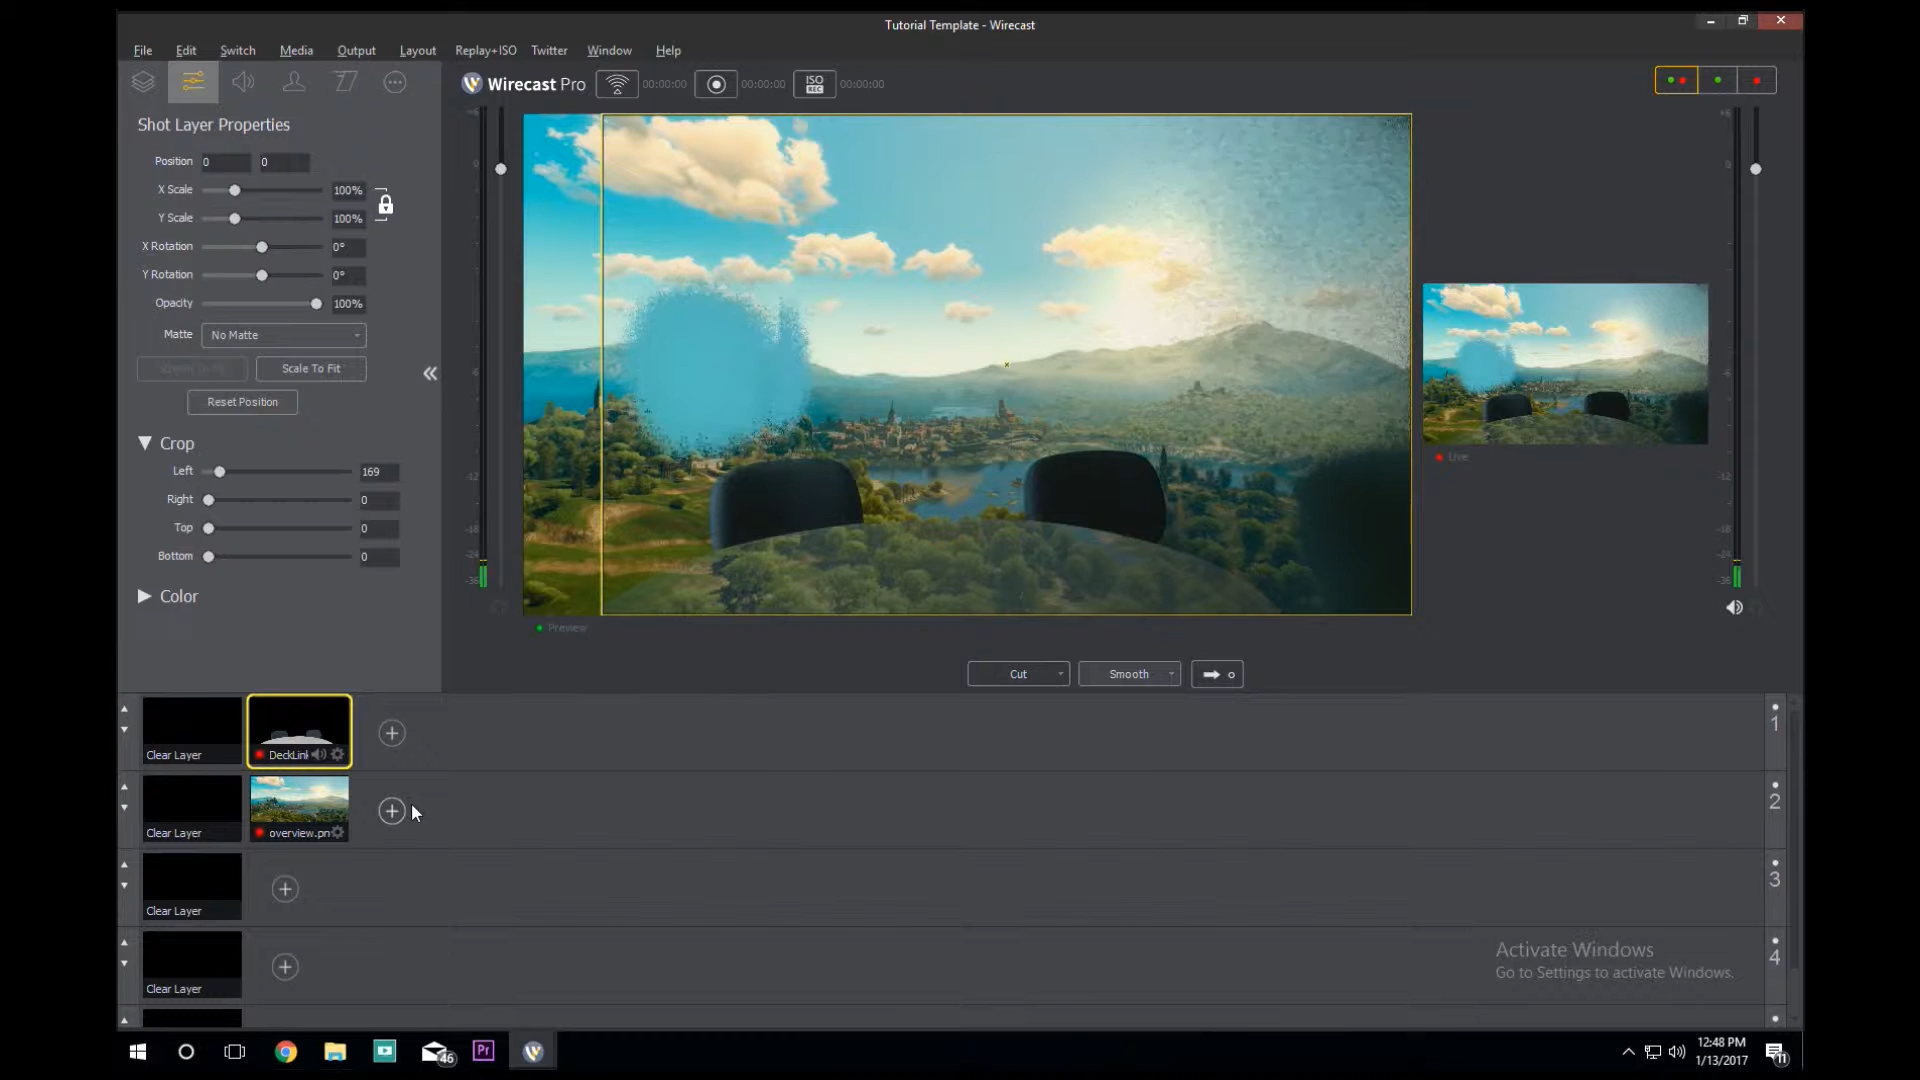 Tutorial Template - Wirecast
File Edit Switch Media Output Layout Replay+ISO Twitter Window Help
Wirecast Pro 00:00:00 00:00:00 ISO REC 00:00:00
Shot Layer Properties
Position 0 0
X Scale 100%
Y Scale 100%
X Rotation 0°
Y Rotation 0°
Opacity 100%
Matte No Matte
Scale To Fit
Reset Position
Crop
Left 169
Right 0
Top 0
Bottom 0
Color
Preview
Live
Cut Smooth
Clear Layer DeckLin 1
Clear Layer overview.pn 2
Clear Layer 3
Clear Layer 4
Activate Windows
Go to Settings to activate Windows.
46 Pr
12:48 PM
1/13/2017
11